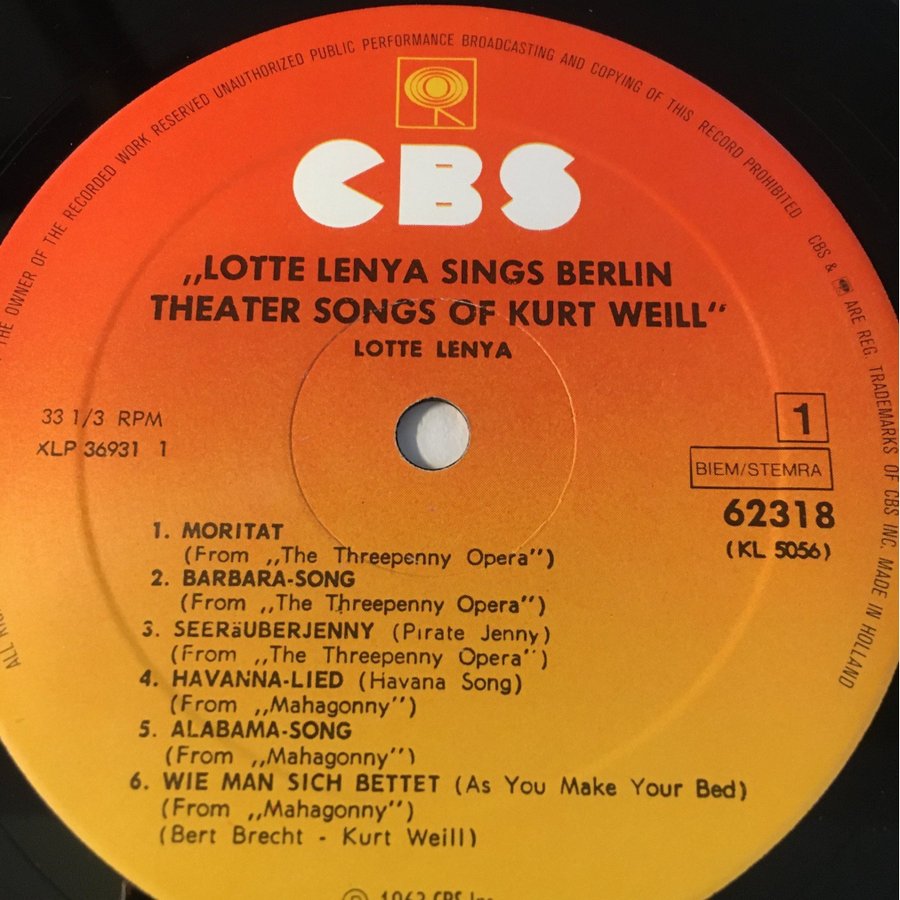 THE OWNER OF THE RECORDED WORK RESERVED UNAUTHORIZED PUBLIC PERFORMANCE BROADCASTING AND COPYING OF THIS RECORD PROHIBITED
CBS & ARE REG. TRADEMARKS OF CBS INC. MADE IN HOLLAND
CBS
„LOTTE LENYA SINGS BERLIN
THEATER SONGS OF KURT WEILL“
LOTTE LENYA
33 1/3 RPM
XLP 36931 1
1
BIEM/STEMRA
62318
(KL 5056)
1. MORITAT
(From ,,The Threepenny Opera'')
2. BARBARA-SONG
(From ,,The Threepenny Opera'')
3. SEERäUBERJENNY (Pirate Jenny)
(From ,,The Threepenny Opera'')
4. HAVANNA-LIED (Havana Song)
(From ,,Mahagonny'')
5. ALABAMA-SONG
(From ,,Mahagonny'')
6. WIE MAN SICH BETTET (As You Make Your Bed)
(From ,,Mahagonny'')
(Bert Brecht - Kurt Weill)
ALL